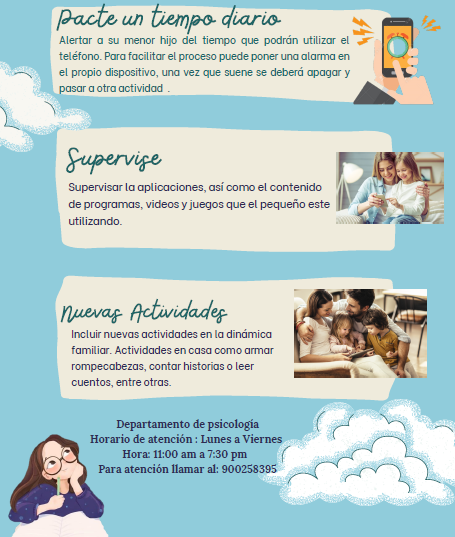 Pacte un tiempo diario
Alertar a su menor hijo del tiempo que podrán utilizar el
teléfono. Para facilitar el proceso puede poner una alarma en
el propio dispositivo, una vez que suene se deberá apagar y
pasar a otra actividad .
Supervise
Supervisar la aplicaciones, así como el contenido
de programas, videos y juegos que el pequeño este
utilizando.
Nuevas Actividades
Incluir nuevas actividades en la dinámica
familiar. Actividades en casa como armar
rompecabezas, contar historias o leer
cuentos, entre otras.
Departamento de psicología
Horario de atención : Lunes a Viernes
Hora: 11:00 am a 7:30 pm
Para atención llamar al: 900258395